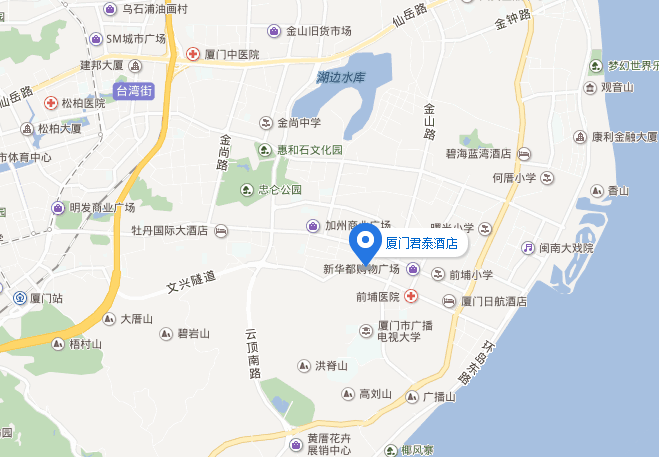 乌石浦油画村
仙岳路
金钟路
SM城市广场
金山旧货市场
厦门中医院
建邦大厦
梦幻世界乐
湖边水库
台湾街
观音山
仙岳路
松柏医院
金山路
松柏大厦
金尚中学
康利金融大厦
金尚路
惠和石文化园
碧海蓝湾酒店
市体育中心
何厝小学
忠仑公园
香山
明发商业广场
加州商业广场
牡丹国际大酒店
曙光小学
厦门君泰酒店
闽南大戏院
新华都购物广场
前埔小学
文兴隧道
厦门站
前埔医院
厦门日航酒店
大厝山
厦门市广播
电视大学
碧岩山
梧村山
云顶南路
环岛东路
洪脊山
高刘山
广播山
黄厝花卉
展销中心
椰风寨